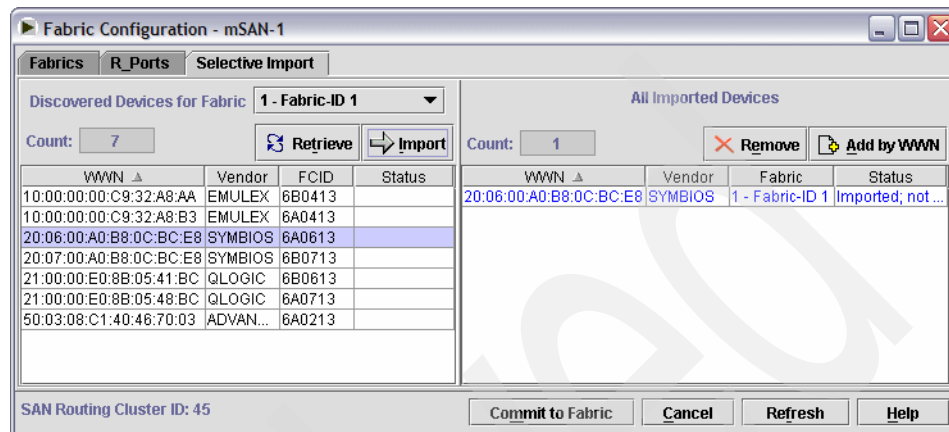 Fabric Configuration - mSAN-1
Fabrics R_Ports Selective Import
Discovered Devices for Fabric 1 - Fabric-ID 1
Count: 7 Retrieve Import
WWN Vendor FCID Status
10:00:00:00:C9:32:A8:AA EMULEX 6B0413
10:00:00:00:C9:32:A8:B3 EMULEX 6A0413
20:06:00:A0:B8:0C:BC:E8 SYMBIOS 6A0613
20:07:00:A0:B8:0C:BC:E8 SYMBIOS 6B0713
21:00:00:E0:8B:05:41:BC QLOGIC 6B0613
21:00:00:E0:8B:05:48:BC QLOGIC 6A0713
50:03:08:C1:40:46:70:03 ADVAN... 6A0213
All Imported Devices
Count: 1 Remove Add by WWN
WWN Vendor Fabric Status
20:06:00:A0:B8:0C:BC:E8 SYMBIOS 1 - Fabric-ID 1 Imported; not ...
SAN Routing Cluster ID: 45
Commit to Fabric Cancel Refresh Help